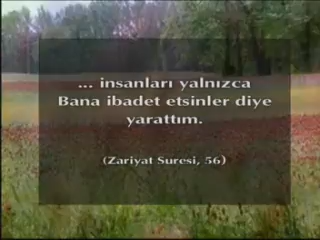 ... insanları yalnızca
Bana ibadet etsinler diye
yarattım.
(Zariyat Suresi, 56)